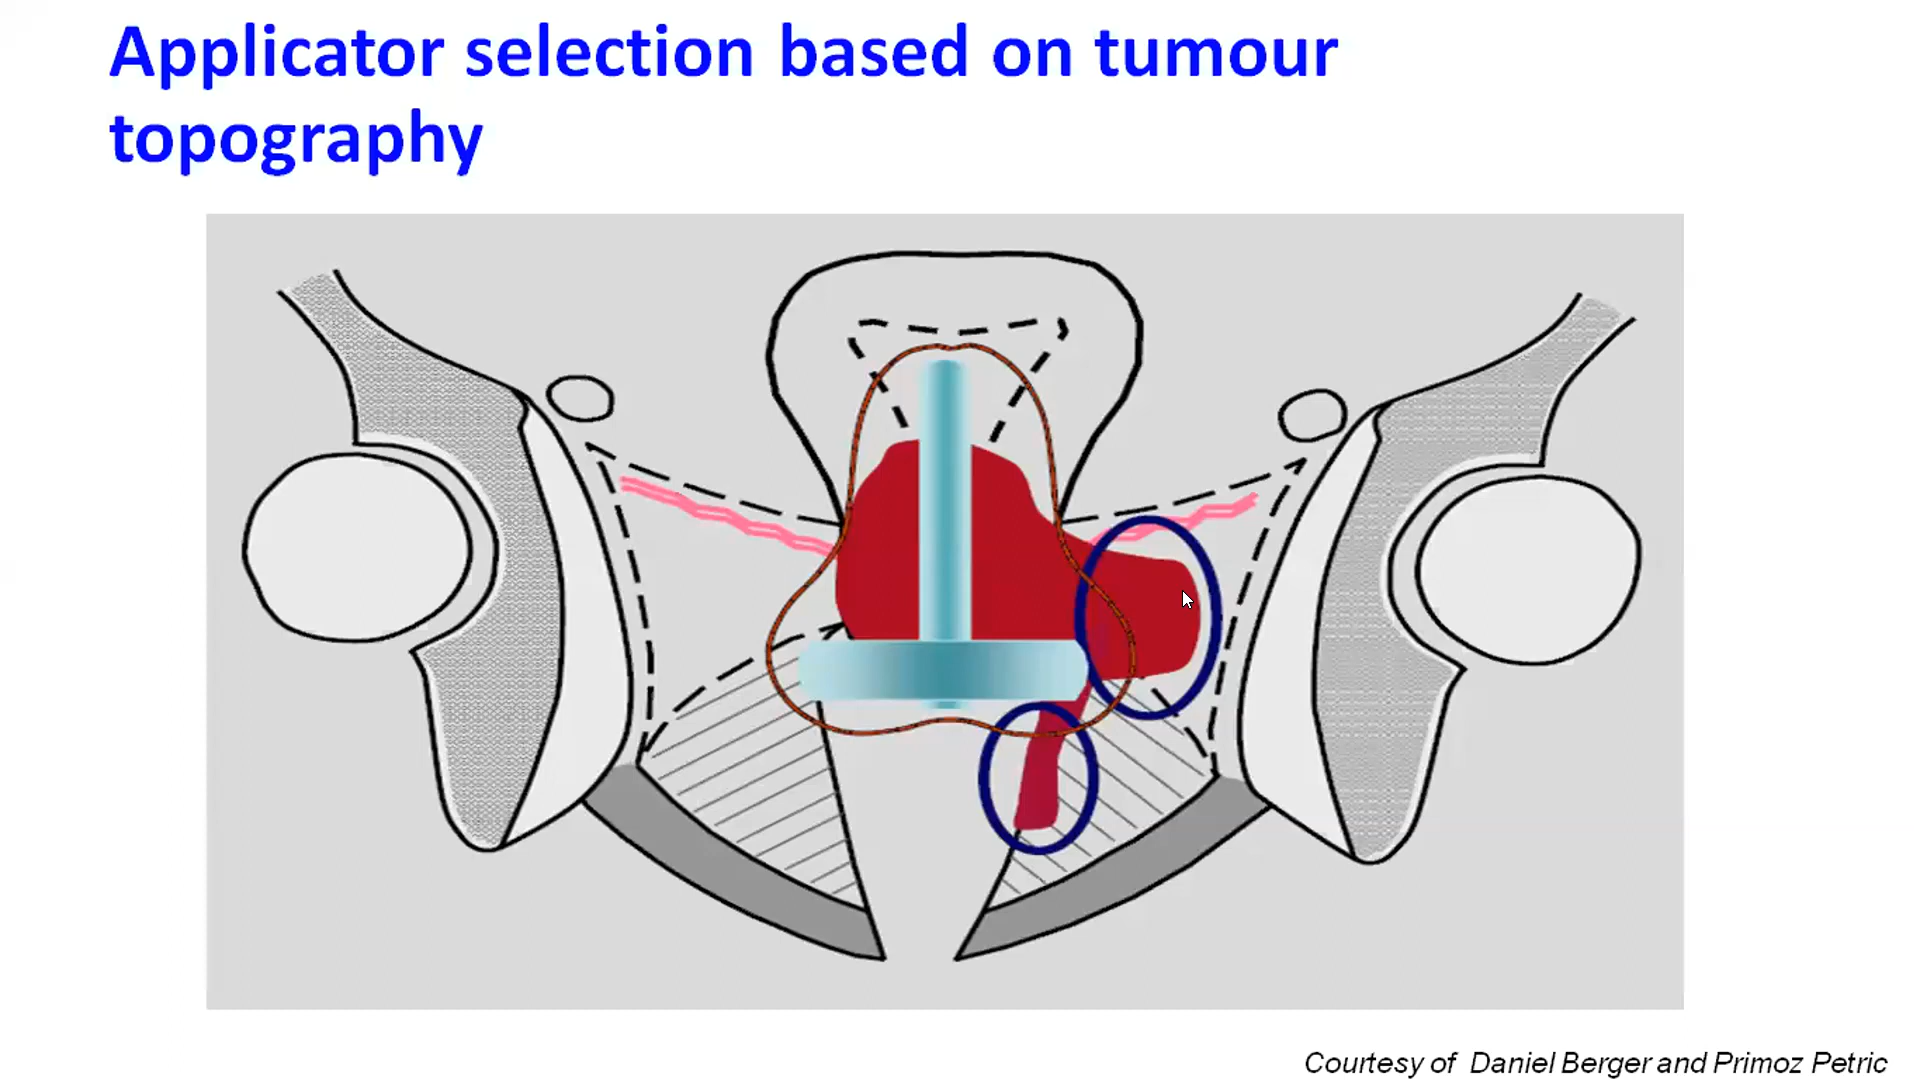 Applicator selection based on tumour
topography
Courtesy of Daniel Berger and Primoz Petric